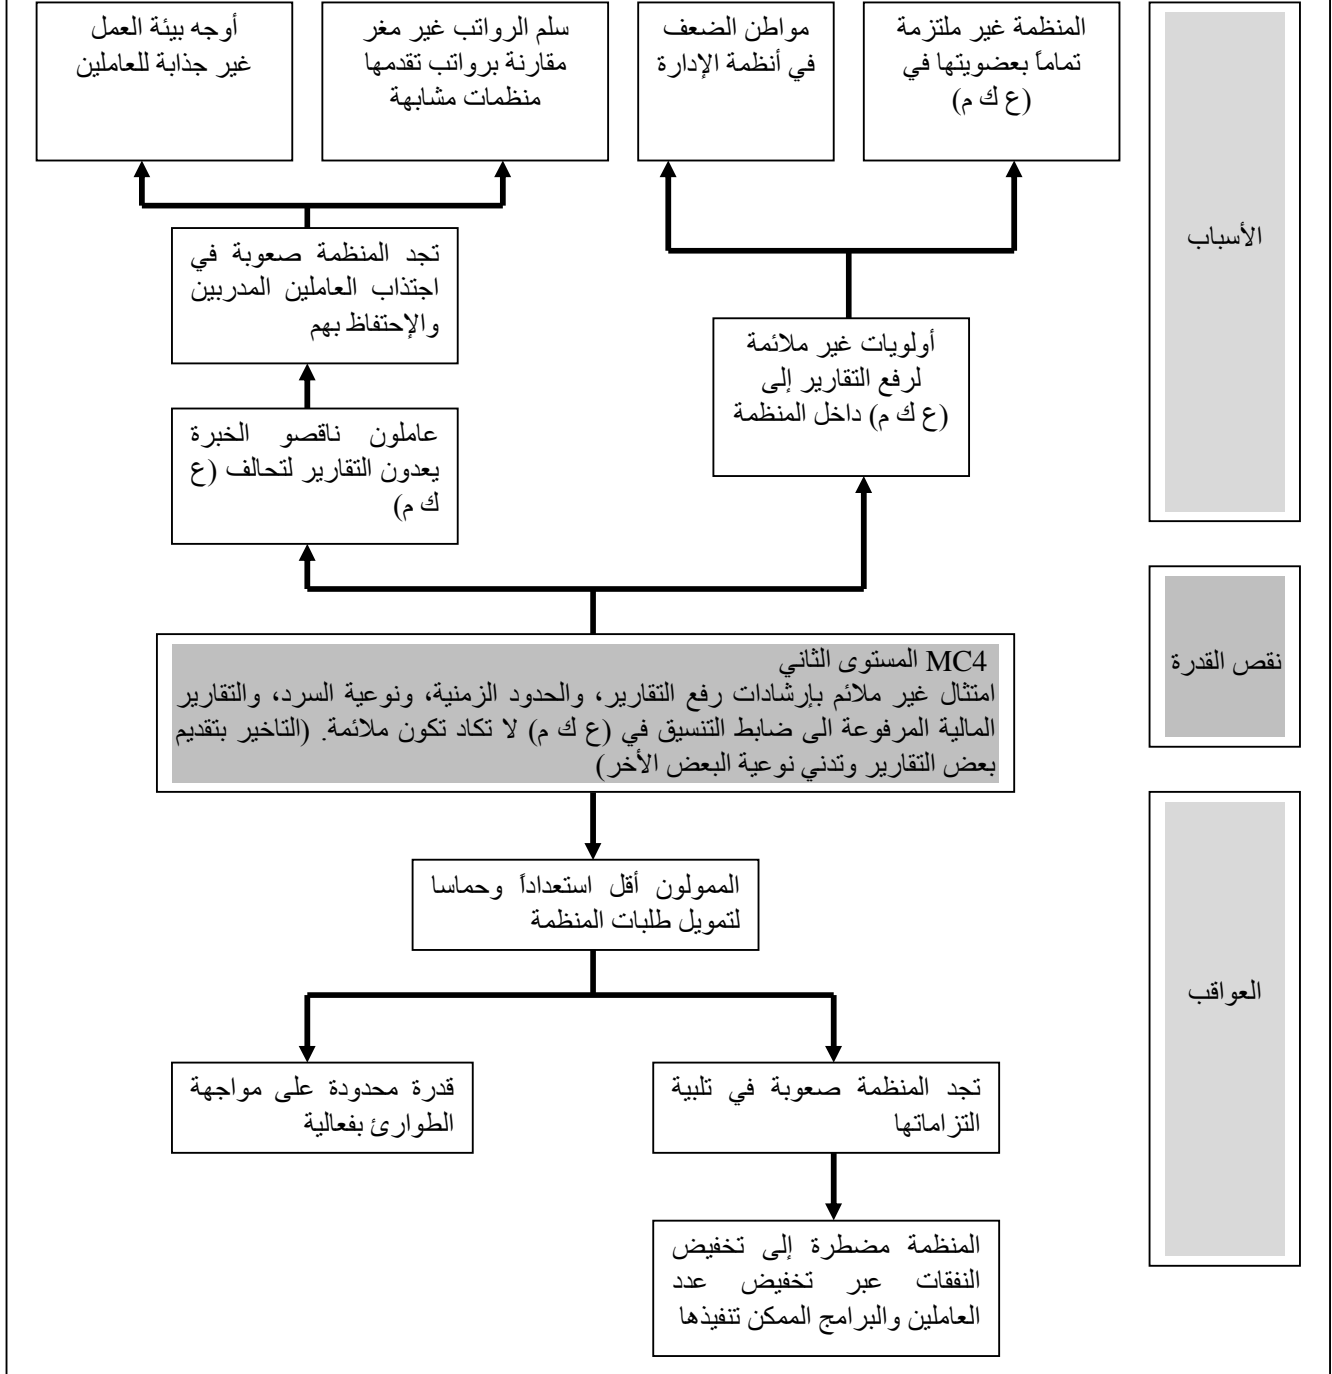 المنظمة غير ملتزمة
تماماً بعضويتها في
(ع ك م)
مواطن الضعف
في أنظمة الإدارة
سلم الرواتب غير مغر
مقارنة برواتب تقدمها
منظمات مشابهة
أوجه بيئة العمل
غير جذابة للعاملين
الأسباب
تجد المنظمة صعوبة في
اجتذاب العاملين المدربين
والإحتفاظ بهم
أولويات غير ملائمة
لرفع التقارير إلى
(ع ك م) داخل المنظمة
عاملون ناقصو الخبرة
يعدون التقارير لتحالف (ع
ك م)
نقص القدرة
MC4 المستوى الثاني
امتثال غير ملائم بإرشادات رفع التقارير، والحدود الزمنية، ونوعية السرد، والتقارير
المالية المرفوعة الى ضابط التنسيق في (ع ك م) لا تكاد تكون ملائمة. (التاخير بتقديم
بعض التقارير وتدني نوعية البعض الأخر)
العواقب
الممولون أقل استعداداً وحماسا
لتمويل طلبات المنظمة
تجد المنظمة صعوبة في تلبية
التزاماتها
قدرة محدودة على مواجهة
الطوارئ بفعالية
المنظمة مضطرة إلى تخفيض
النفقات عبر تخفيض عدد
العاملين والبرامج الممكن تنفيذها